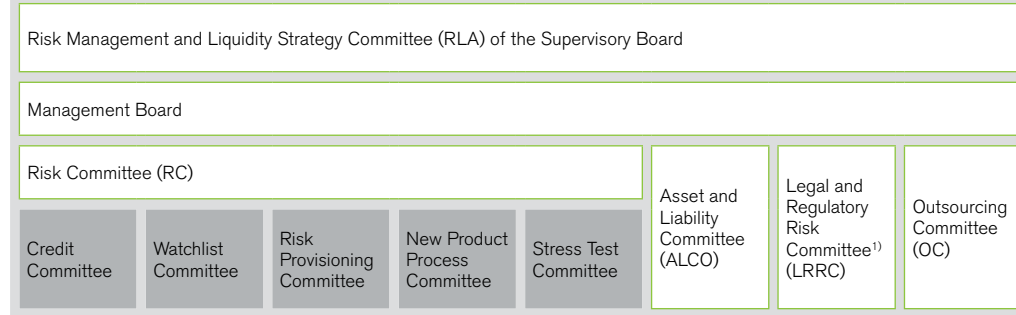 Risk Management and Liquidity Strategy Committee (RLA) of the Supervisory Board
Management Board
Risk Committee (RC)
Credit
Committee
Watchlist
Committee
Risk
Provisioning
Committee
New Product
Process
Committee
Stress Test
Committee
Asset and
Liability
Committee
(ALCO)
Legal and
Regulatory
Risk
Committee¹⁾
(LRRC)
Outsourcing
Committee
(OC)